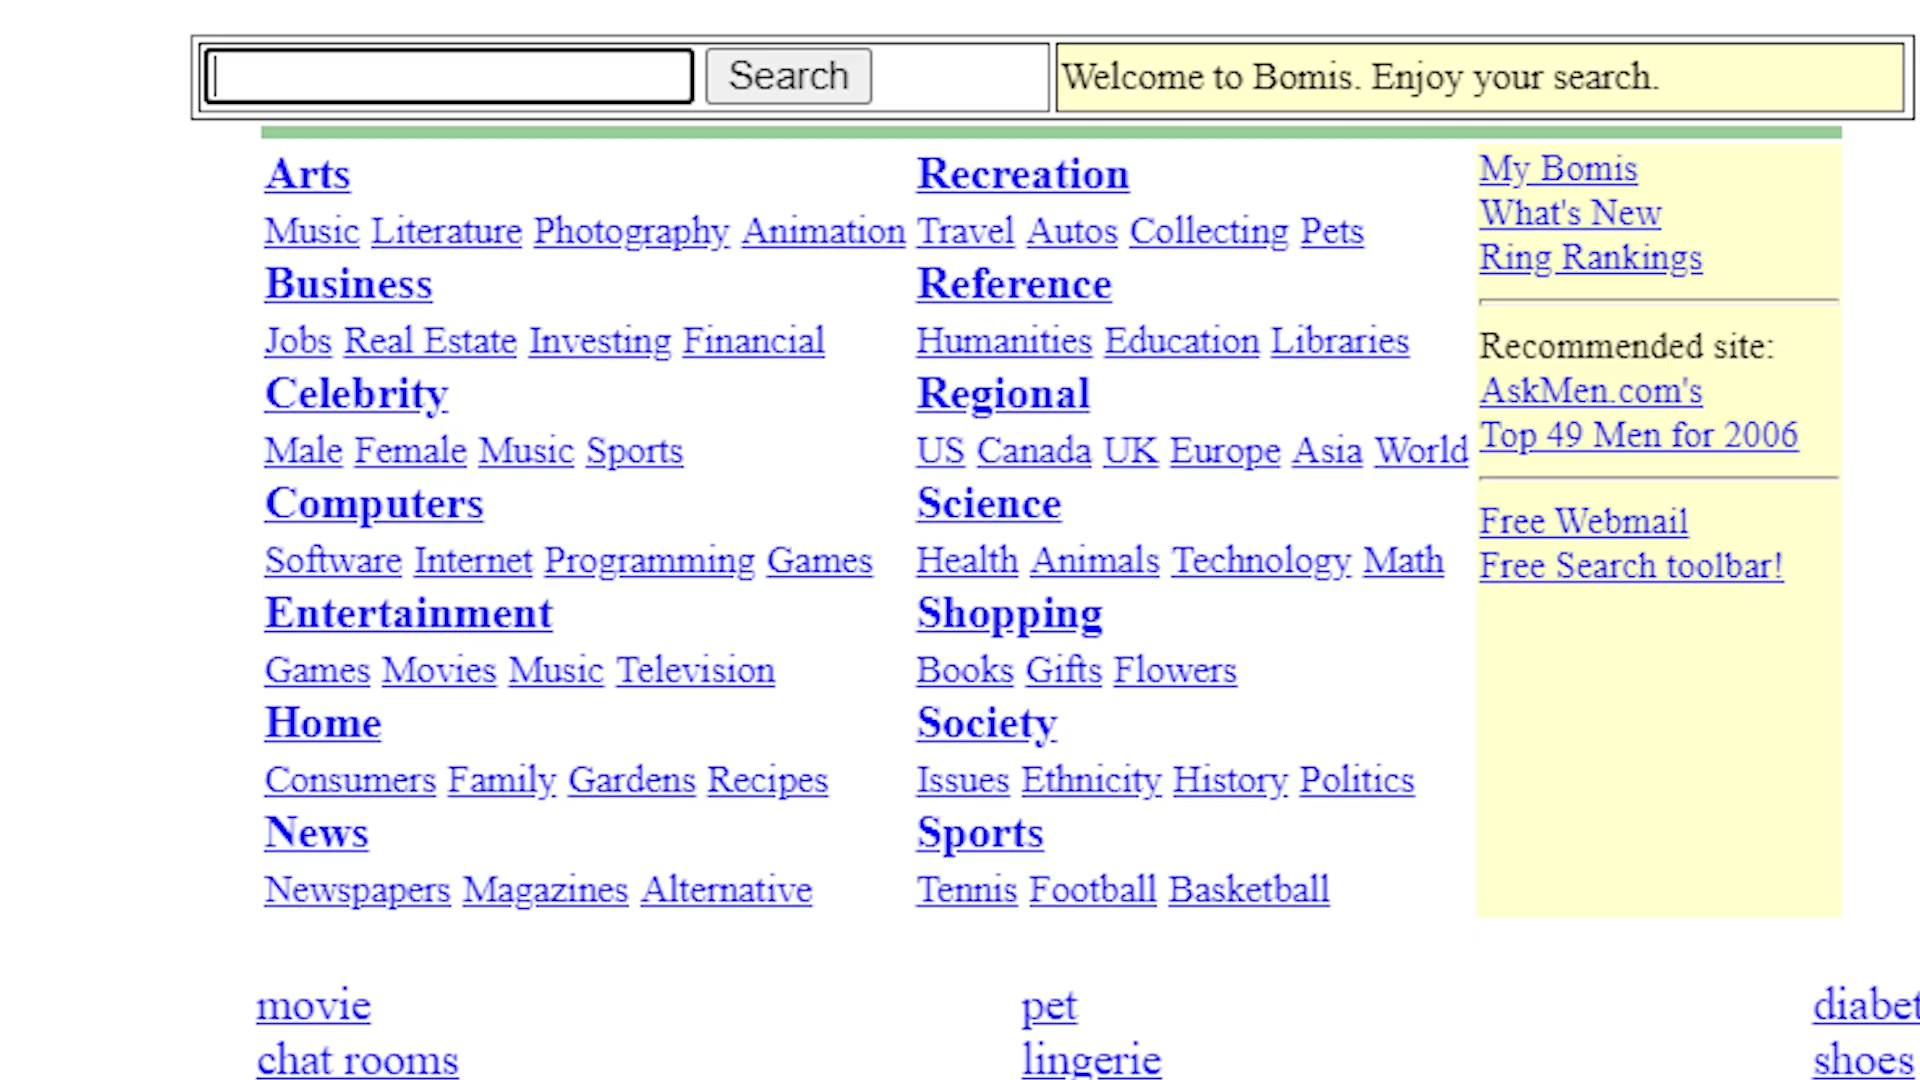 Search
Welcome to Bomis. Enjoy your search.
Arts
Music Literature Photography Animation
Business
Jobs Real Estate Investing Financial
Celebrity
Male Female Music Sports
Computers
Software Internet Programming Games
Entertainment
Games Movies Music Television
Home
Consumers Family Gardens Recipes
News
Newspapers Magazines Alternative
Recreation
Travel Autos Collecting Pets
Reference
Humanities Education Libraries
Regional
US Canada UK Europe Asia World
Science
Health Animals Technology Math
Shopping
Books Gifts Flowers
Society
Issues Ethnicity History Politics
Sports
Tennis Football Basketball
My Bomis
What's New
Ring Rankings
Recommended site:
AskMen.com's
Top 49 Men for 2006
Free Webmail
Free Search toolbar!
movie
chat rooms
pet
lingerie
diabet
shoes